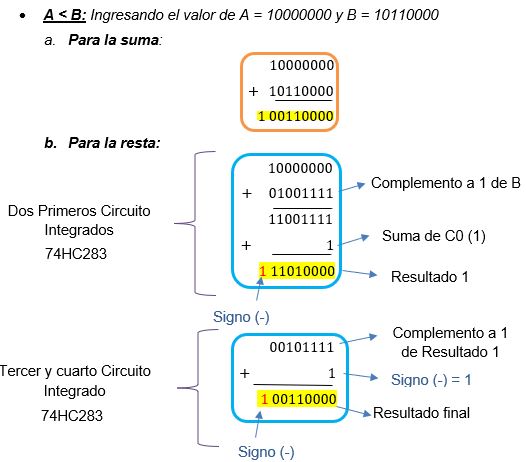 • A < B: Ingresando el valor de A = 10000000 y B = 10110000
a. Para la suma:
10000000
+ 10110000
1 00110000
b. Para la resta:
10000000
+ 01001111
11001111
+ 1
1 11010000
Complemento a 1 de B
Suma de C0 (1)
Resultado 1
Dos Primeros Circuito
Integrados
74HC283
Signo (-)
00101111
+ 1
1 00110000
Complemento a 1
de Resultado 1
Signo (-) = 1
Resultado final
Tercer y cuarto Circuito
Integrado
74HC283
Signo (-)